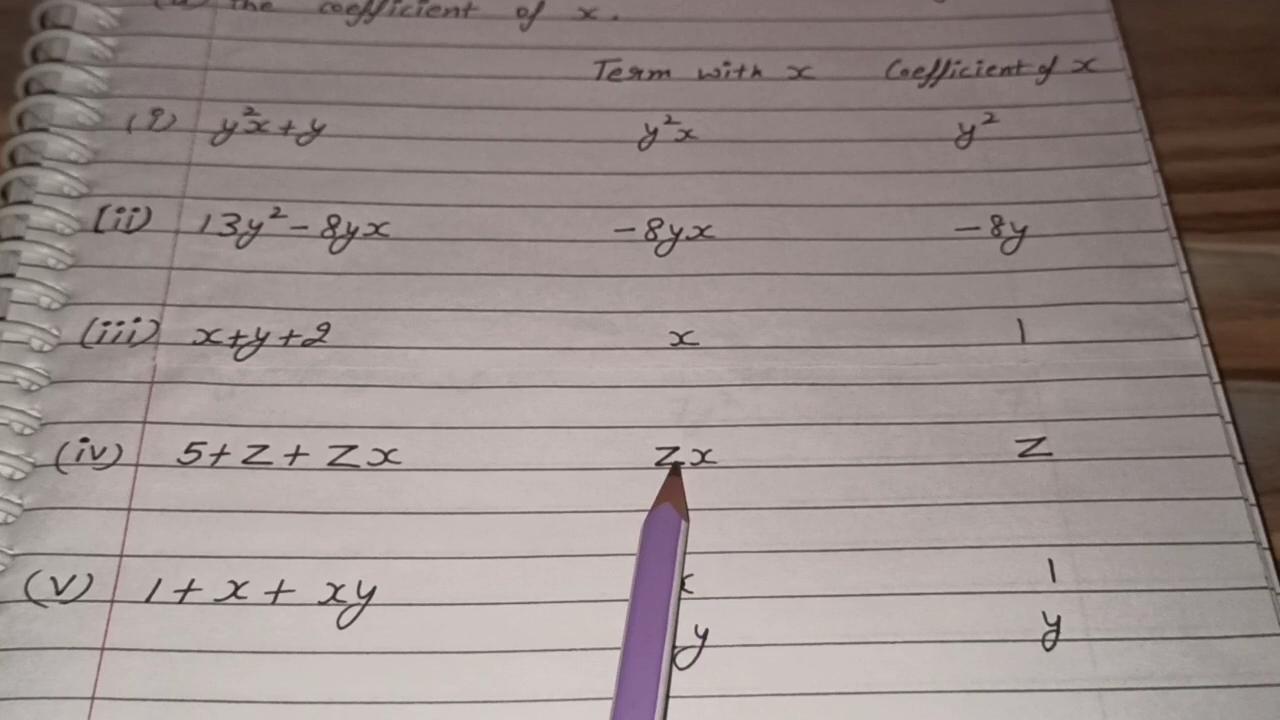 the coefficient of x.
Term with x Coefficient of x
(i) y²x + y y²x y²
(ii) 13y² - 8yx -8yx -8y
(iii) x+y+2 x 1
(iv) 5+z+zx zx z
(v) 1 + x + xy 1
y y